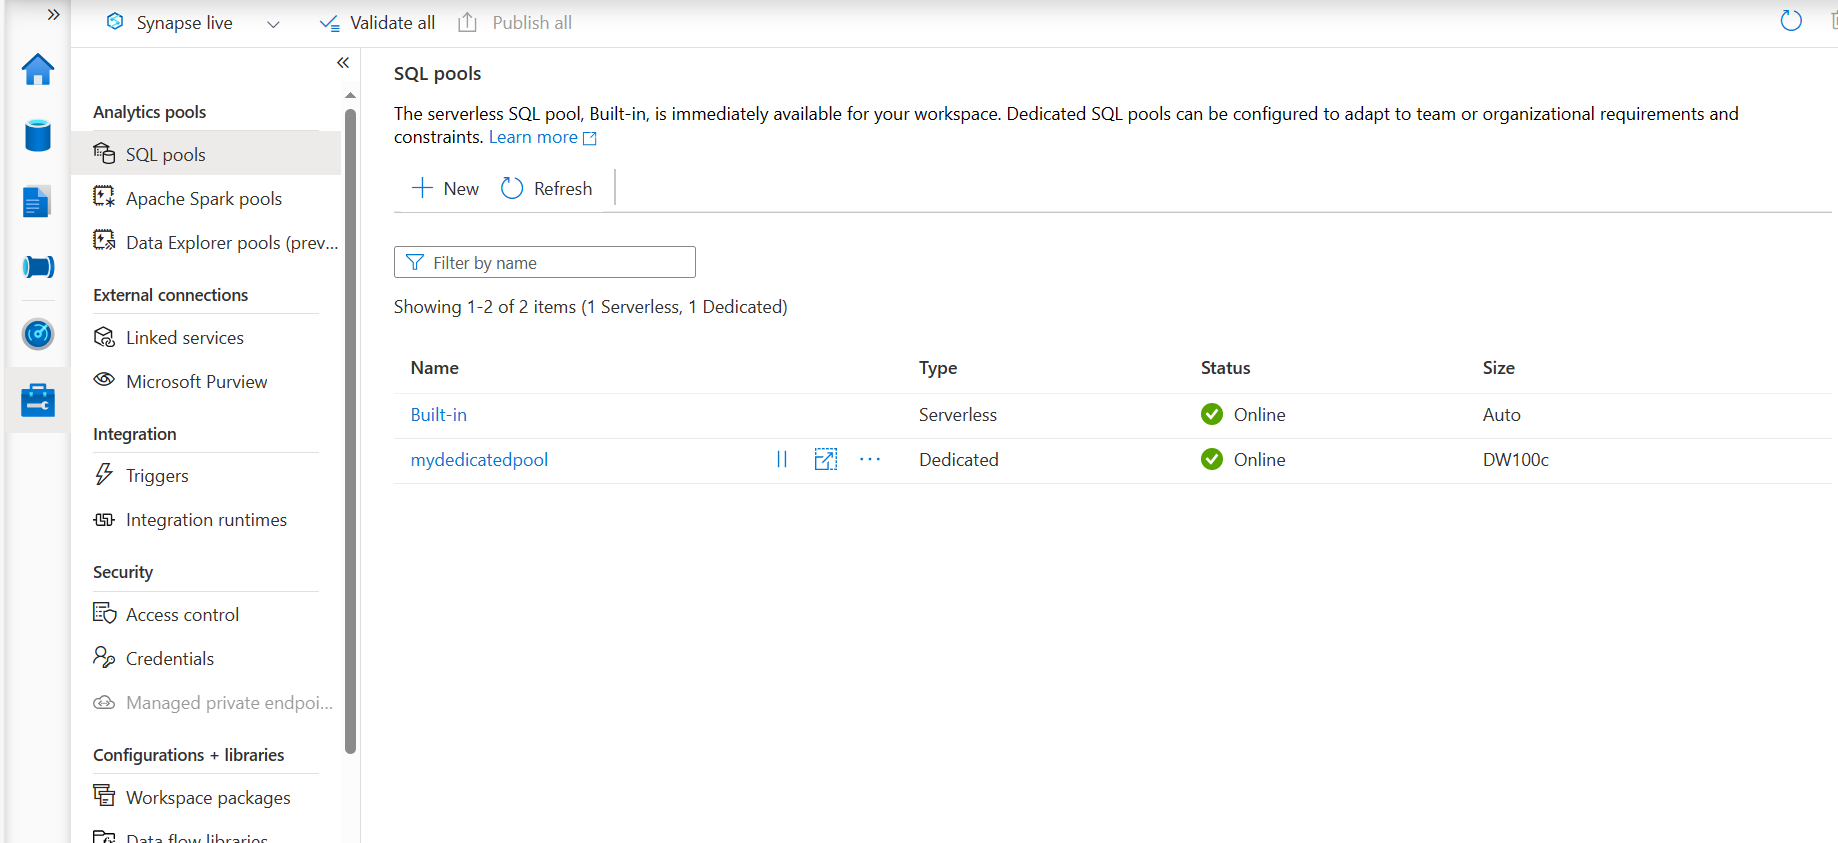 Synapse live
Validate all
Publish all
Analytics pools
SQL pools
Apache Spark pools
Data Explorer pools (prev...
External connections
Linked services
Microsoft Purview
Integration
Triggers
Integration runtimes
Security
Access control
Credentials
Managed private endpoi...
Configurations + libraries
Workspace packages
Data flow libraries
SQL pools
The serverless SQL pool, Built-in, is immediately available for your workspace. Dedicated SQL pools can be configured to adapt to team or organizational requirements and
constraints. Learn more
New
Refresh
Filter by name
Showing 1-2 of 2 items (1 Serverless, 1 Dedicated)
Name Type Status Size
Built-in Serverless Online Auto
mydedicatedpool Dedicated Online DW100c